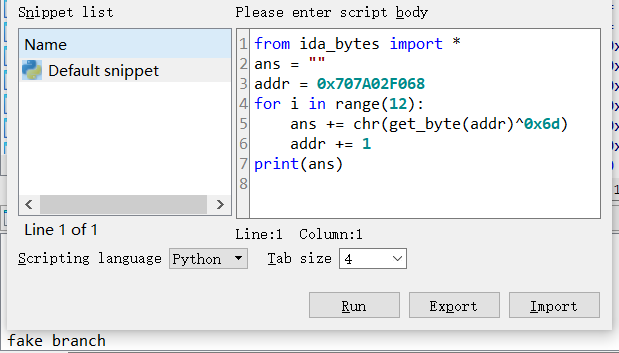 Snippet list
Please enter script body
Name
Default snippet
1 from ida_bytes import *
2 ans = ""
3 addr = 0x707A02F068
4 for i in range(12):
5     ans += chr(get_byte(addr)^0x6d)
6     addr += 1
7 print(ans)
8
Line 1 of 1
Line:1 Column:1
Scripting language Python Tab size 4
Run Export Import
fake branch